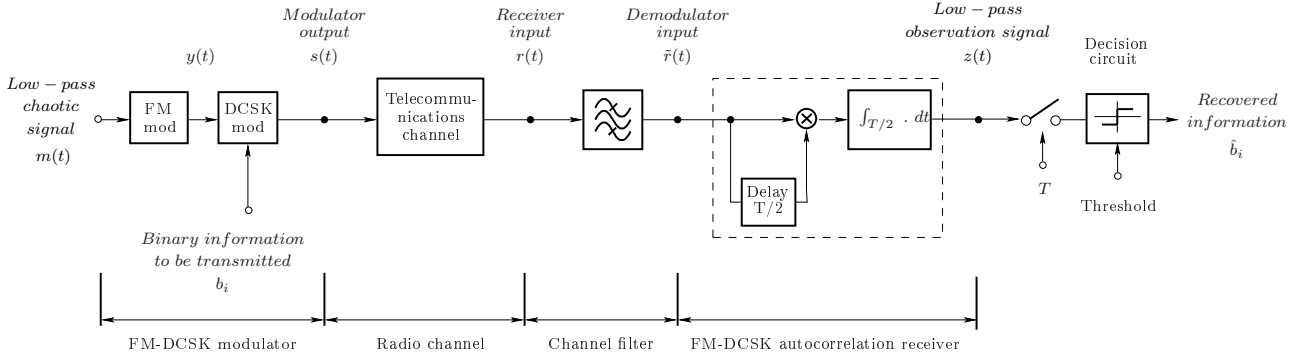 Low − pass
chaotic
signal
m(t)
FM
mod
y(t)
DCSK
mod
Binary information
to be transmitted
b_i
Modulator
output
s(t)
Telecommu-
nications
channel
Receiver
input
r(t)
Demodulator
input
r̃(t)
Delay
T/2
∫_{T/2} . dt
Low − pass
observation signal
z(t)
T
Decision
circuit
Threshold
Recovered
information
b̂_i
FM-DCSK modulator
Radio channel
Channel filter
FM-DCSK autocorrelation receiver